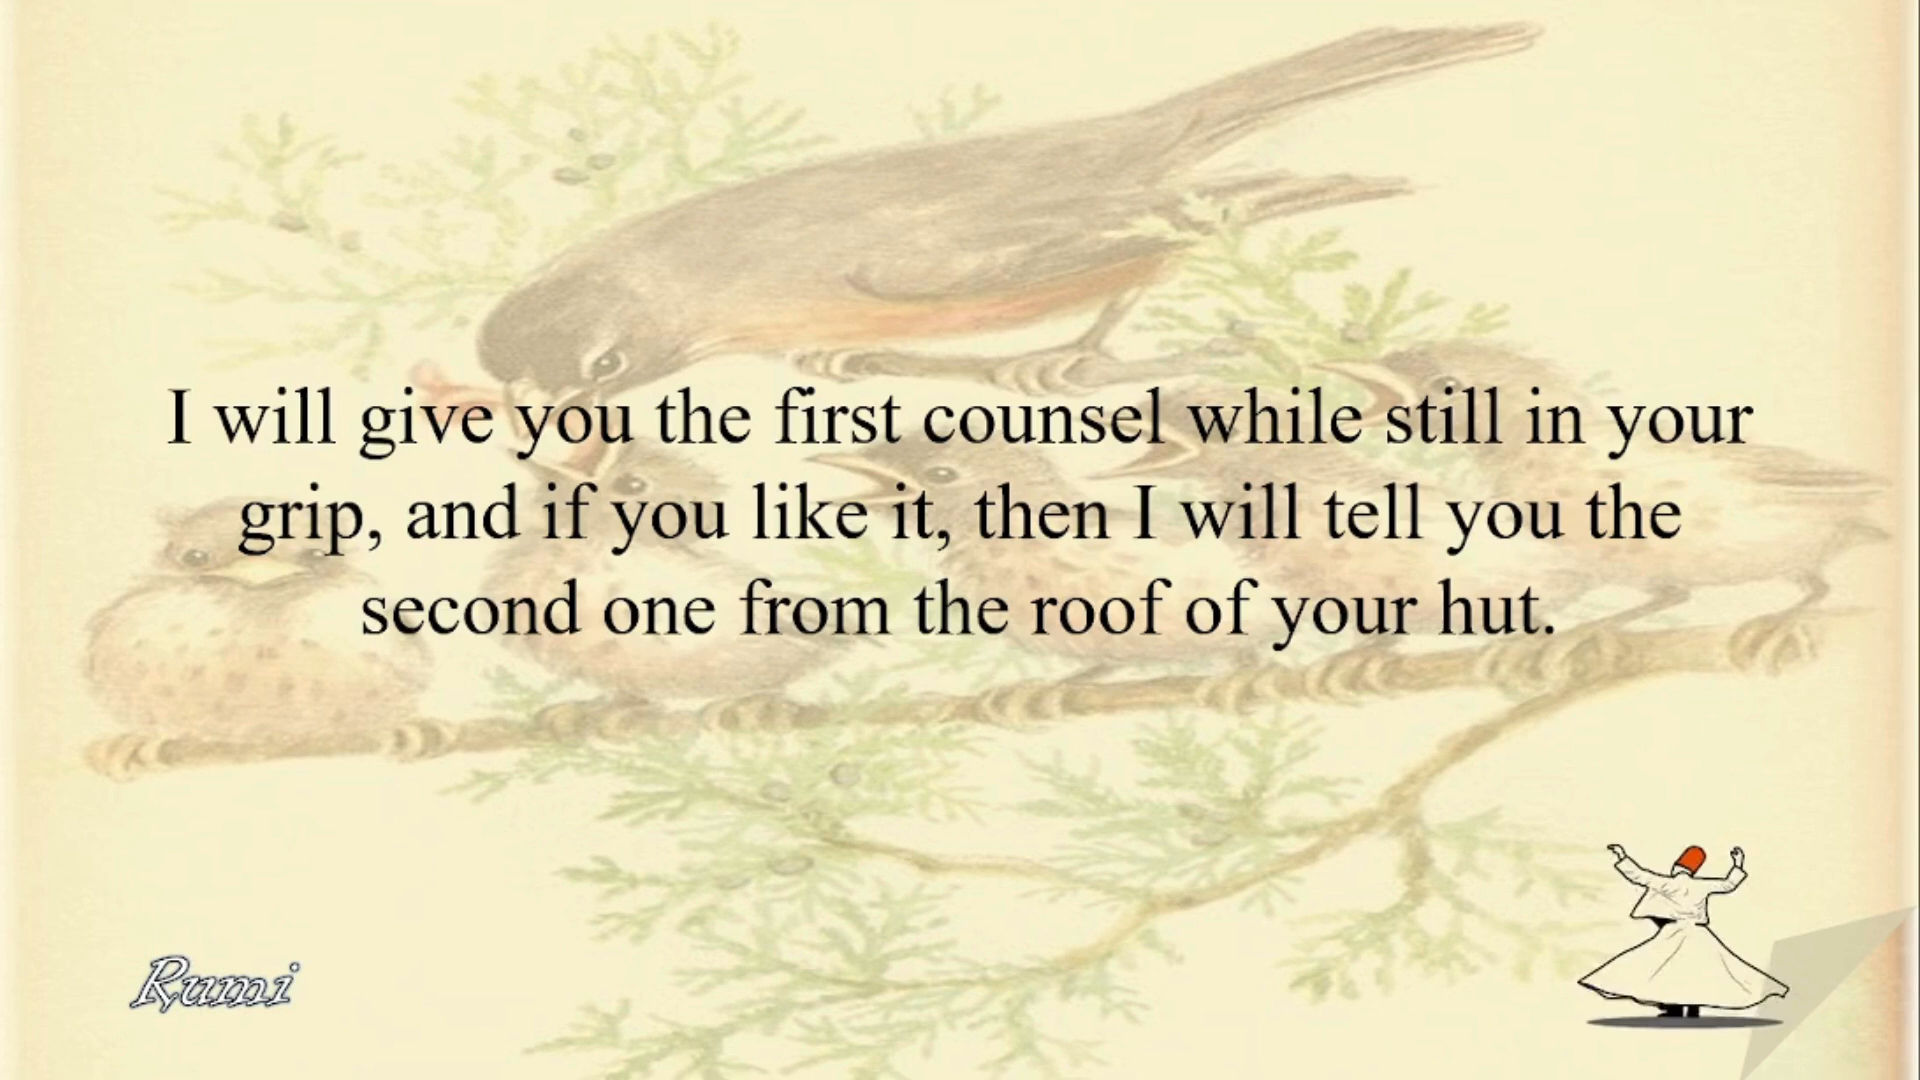 I will give you the first counsel while still in your
grip, and if you like it, then I will tell you the
second one from the roof of your hut.
Rumi